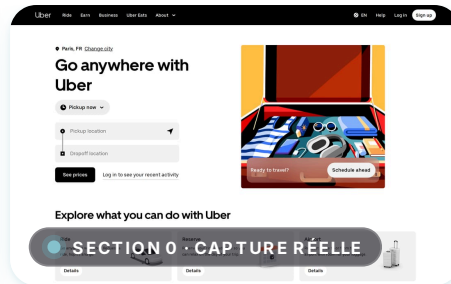 Uber Ride Earn Business Uber Eats About EN Help Log in Sign up
Paris, FR Change city
Go anywhere with
Uber
Pickup now
Pickup location
Dropoff location
See prices Log in to see your recent activity
Ready to travel? Schedule ahead
Explore what you can do with Uber
Ride Reserve
SECTION 0 · CAPTURE RÉELLE
Details Details Details